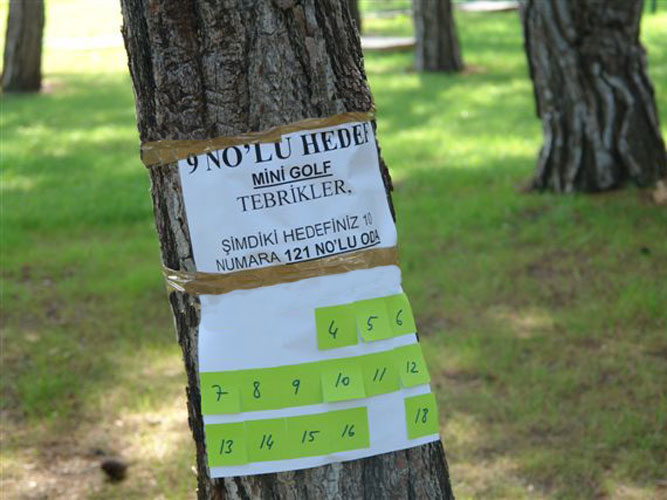 9 NO'LU HEDEF
MİNİ GOLF
TEBRİKLER,
ŞİMDİKİ HEDEFİNİZ 10
NUMARA 121 NO'LU ODA
4 5 6
7 8 9 10 11 12
13 14 15 16 18